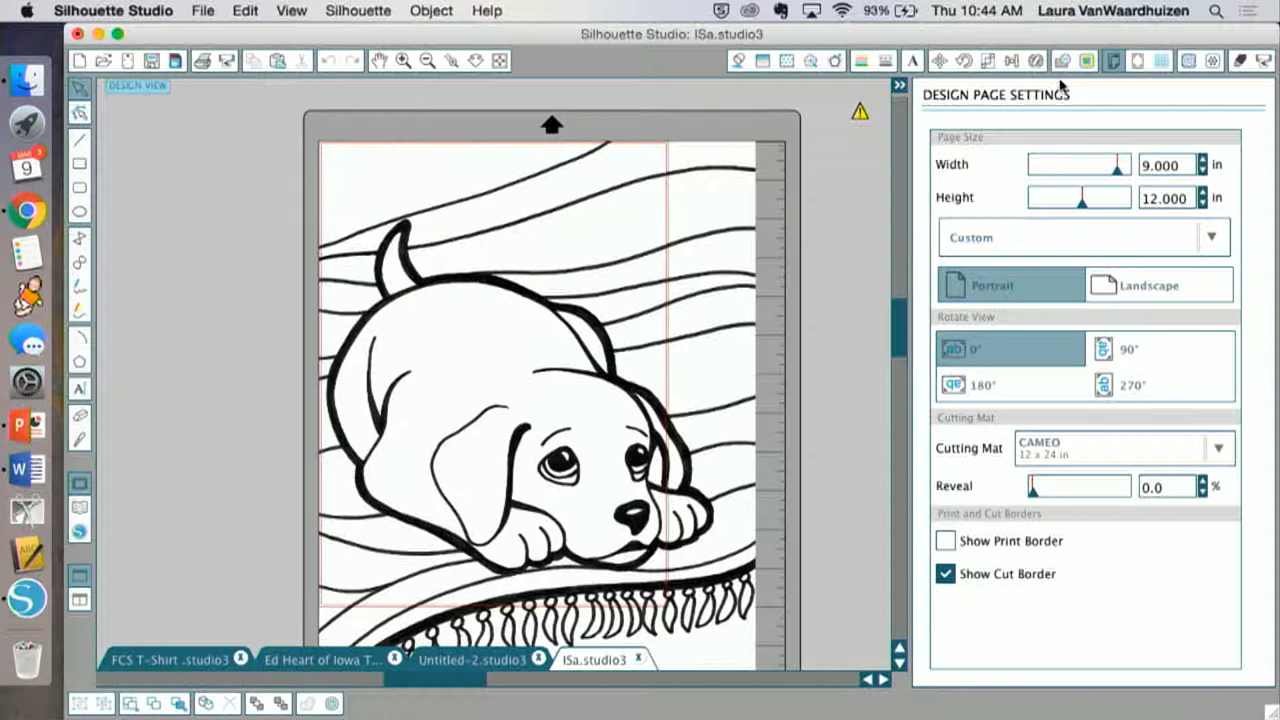 Silhouette Studio File Edit View Silhouette Object Help 93% Thu 10:44 AM Laura VanWaardhuizen
Silhouette Studio: ISa.studio3
DESIGN VIEW
DESIGN PAGE SETTINGS
Page Size
Width 9.000 in
Height 12.000 in
Custom
Portrait Landscape
Rotate View
ab 0° ab 90°
ab 180° ab 270°
Cutting Mat
Cutting Mat CAMEO
12 x 24 in
Reveal 0.0 %
Print and Cut Borders
Show Print Border
Show Cut Border
FCS T-Shirt .studio3 x Ed Heart of Iowa T... x Untitled-2.studio3 x ISa.studio3 x